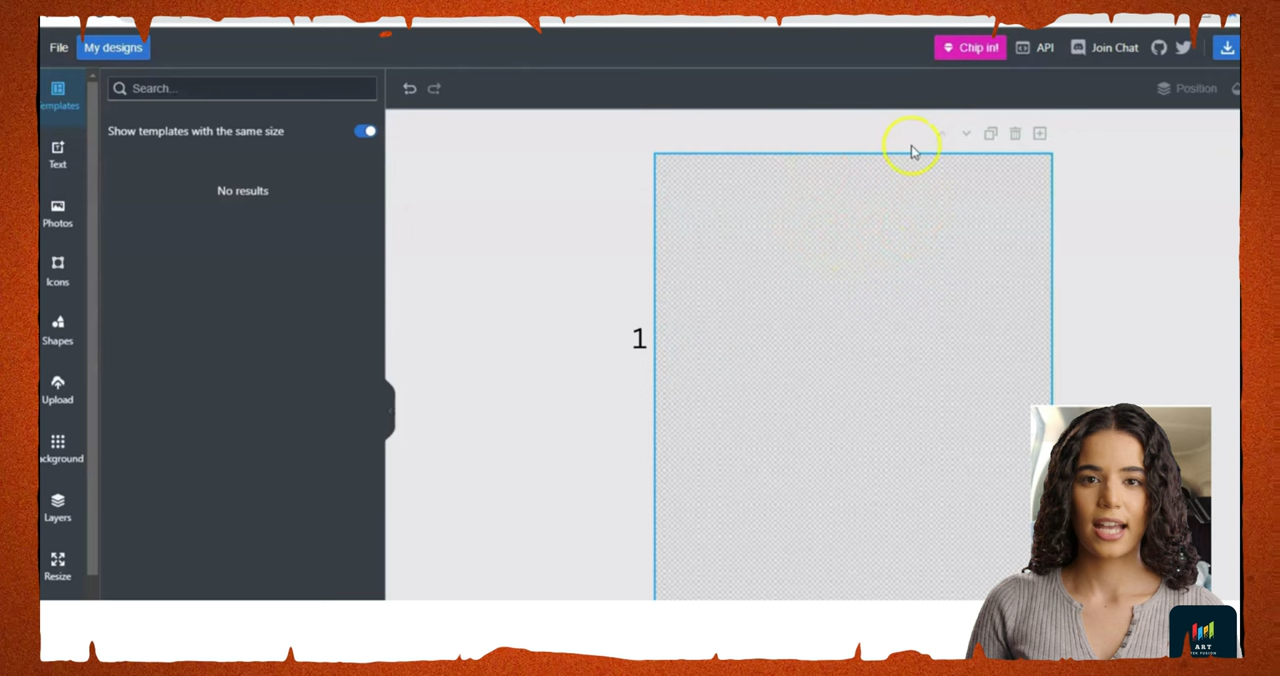 File My designs Chip in! API Join Chat
Search...
Position
emplates
Show templates with the same size
Text
No results
Photos
Icons
Shapes
1
Upload
ckground
Layers
Resize
ART